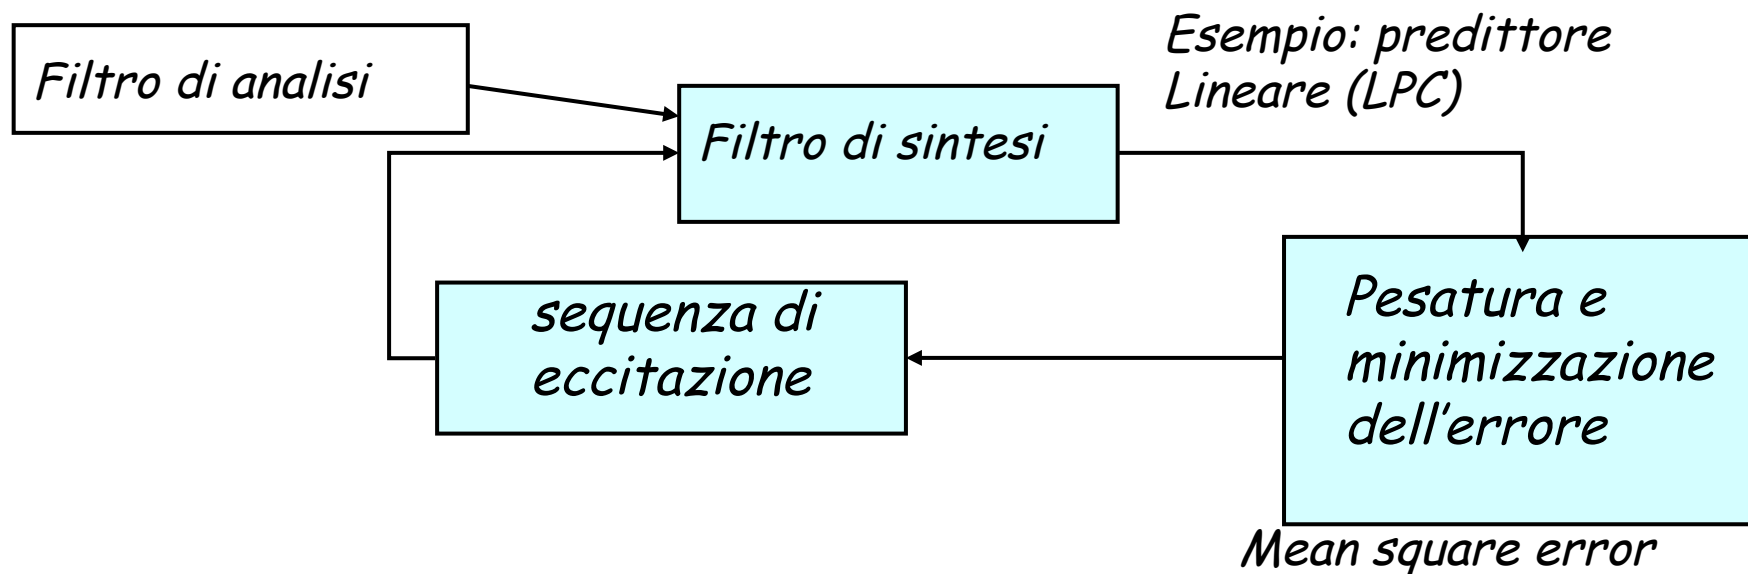 Filtro di analisi
Esempio: predittore
Lineare (LPC)
Filtro di sintesi
sequenza di
eccitazione
Pesatura e
minimizzazione
dell'errore
Mean square error